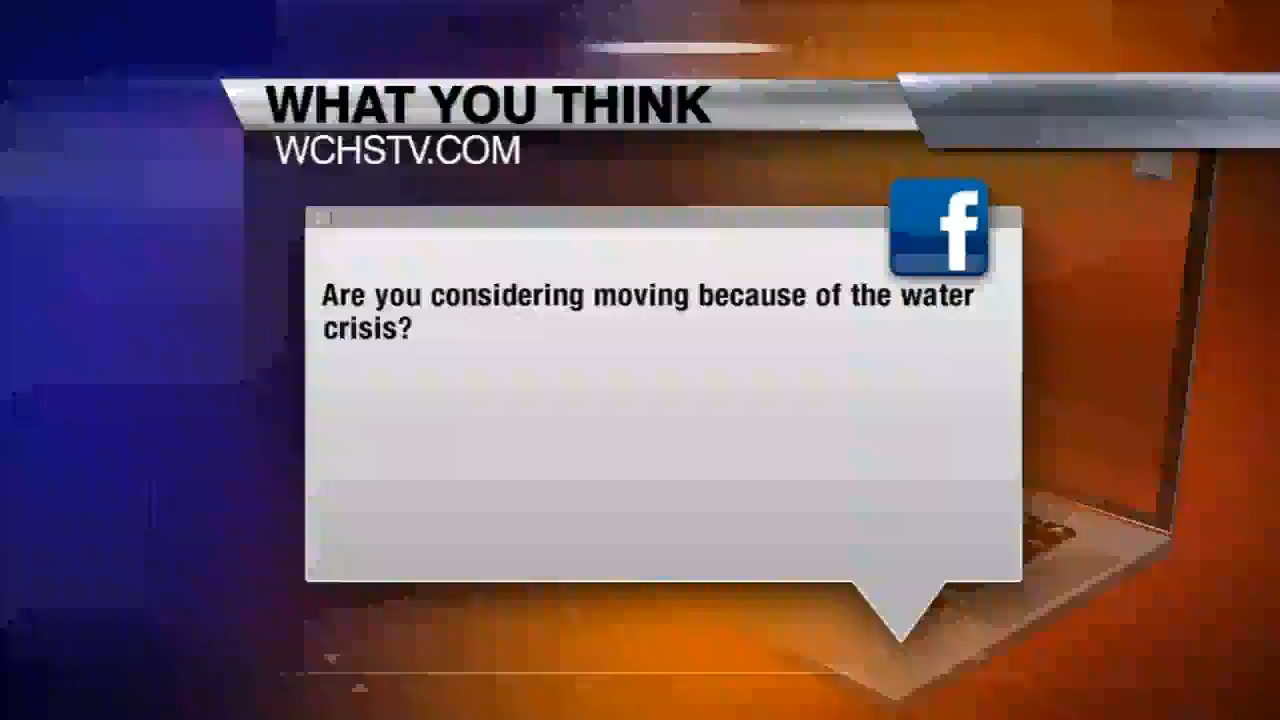 WHAT YOU THINK
WCHSTV.COM
f
Are you considering moving because of the water
crisis?